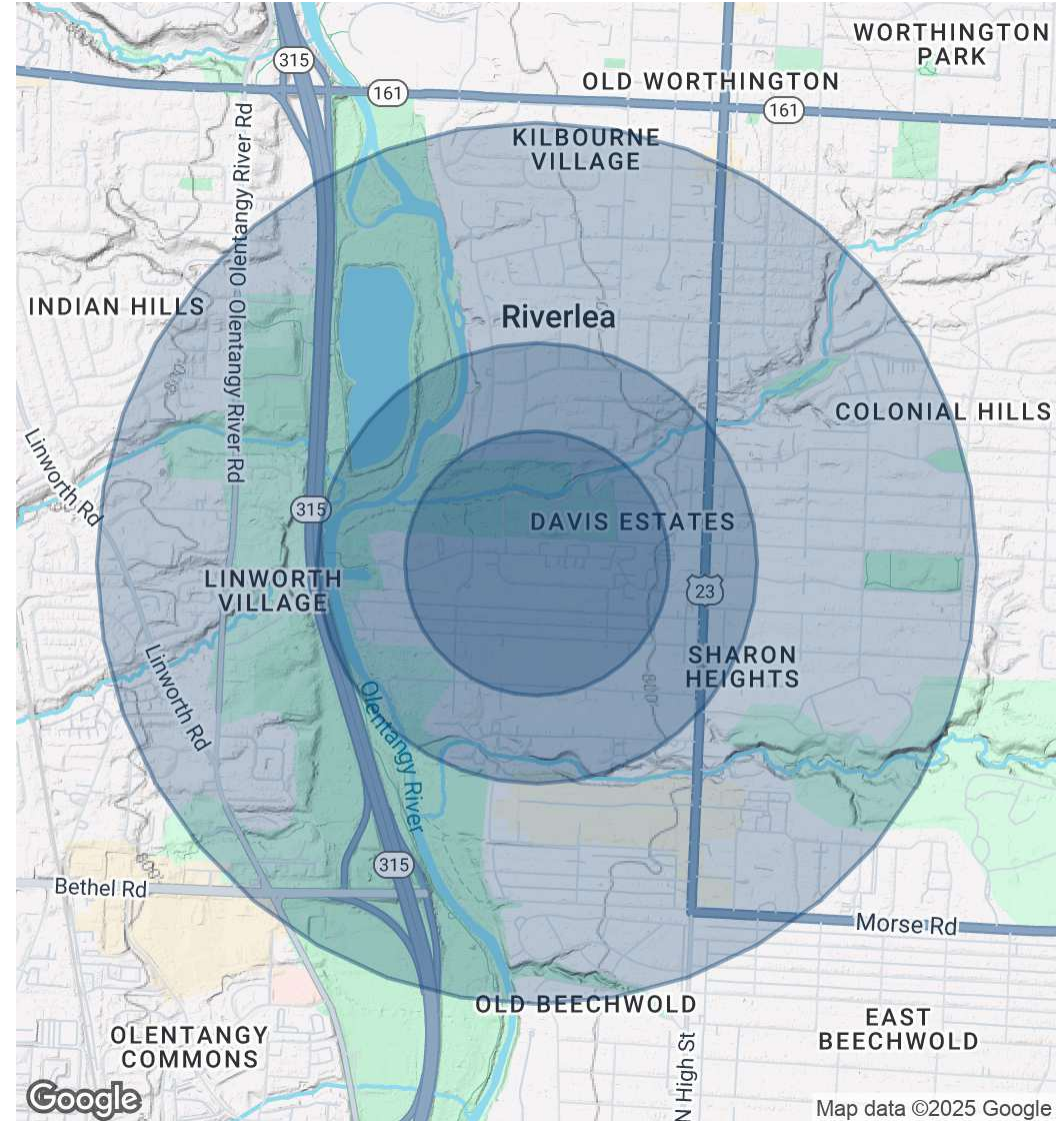 WORTHINGTON
PARK
315
OLD WORTHINGTON
161
161
Olentangy River Rd
KILBOURNE
VILLAGE
INDIAN HILLS
Olentangy River Rd
Riverlea
COLONIAL HILLS
Linworth Rd
315
DAVIS ESTATES
LINWORTH
VILLAGE
23
SHARON
HEIGHTS
Linworth Rd
800
Olentangy River
315
800
Bethel Rd
Morse Rd
OLD BEECHWOLD
EAST
BEECHWOLD
OLENTANGY
COMMONS
N High St
Google
Map data ©2025 Google